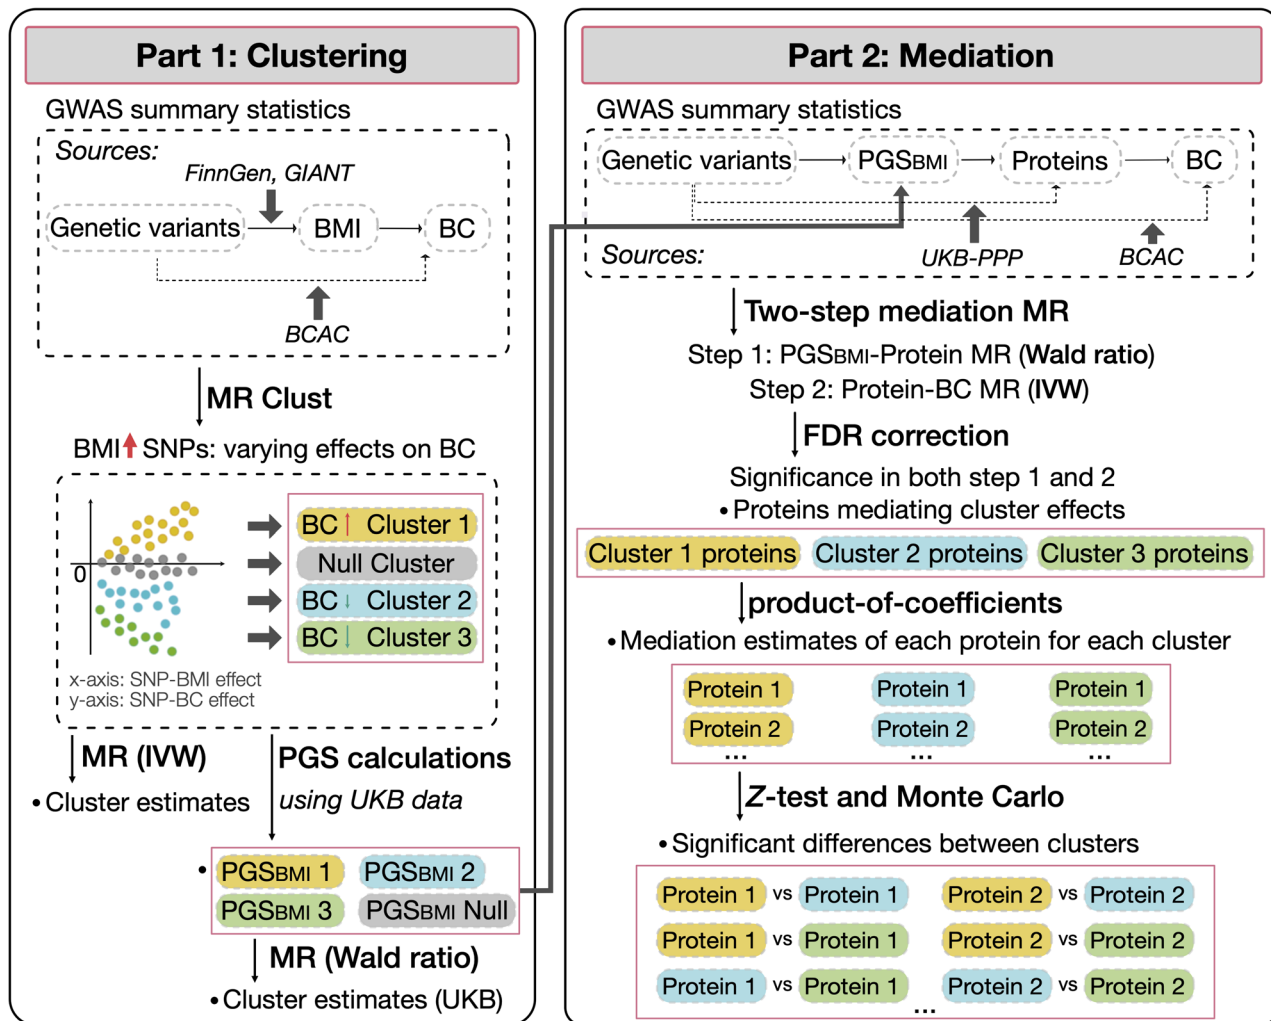 Part 1: Clustering
GWAS summary statistics
Sources:
FinnGen, GIANT
Genetic variants
BMI
BC
BCAC
MR Clust
BMI↑ SNPs: varying effects on BC
0
BC↑ Cluster 1
Null Cluster
BC↓ Cluster 2
BC↓ Cluster 3
x-axis: SNP-BMI effect
y-axis: SNP-BC effect
MR (IVW)
• Cluster estimates
PGS calculations
using UKB data
• PGSBMI 1
PGSBMI 2
PGSBMI 3
PGSBMI Null
MR (Wald ratio)
• Cluster estimates (UKB)
Part 2: Mediation
GWAS summary statistics
Genetic variants
PGSBMI
Proteins
BC
Sources:
UKB-PPP
BCAC
Two-step mediation MR
Step 1: PGSBMI-Protein MR (Wald ratio)
Step 2: Protein-BC MR (IVW)
FDR correction
Significance in both step 1 and 2
• Proteins mediating cluster effects
Cluster 1 proteins
Cluster 2 proteins
Cluster 3 proteins
product-of-coefficients
• Mediation estimates of each protein for each cluster
Protein 1
Protein 1
Protein 1
Protein 2
Protein 2
Protein 2
...
...
...
Z-test and Monte Carlo
• Significant differences between clusters
Protein 1 vs Protein 1
Protein 2 vs Protein 2
Protein 1 vs Protein 1
Protein 2 vs Protein 2
Protein 1 vs Protein 1
Protein 2 vs Protein 2
...